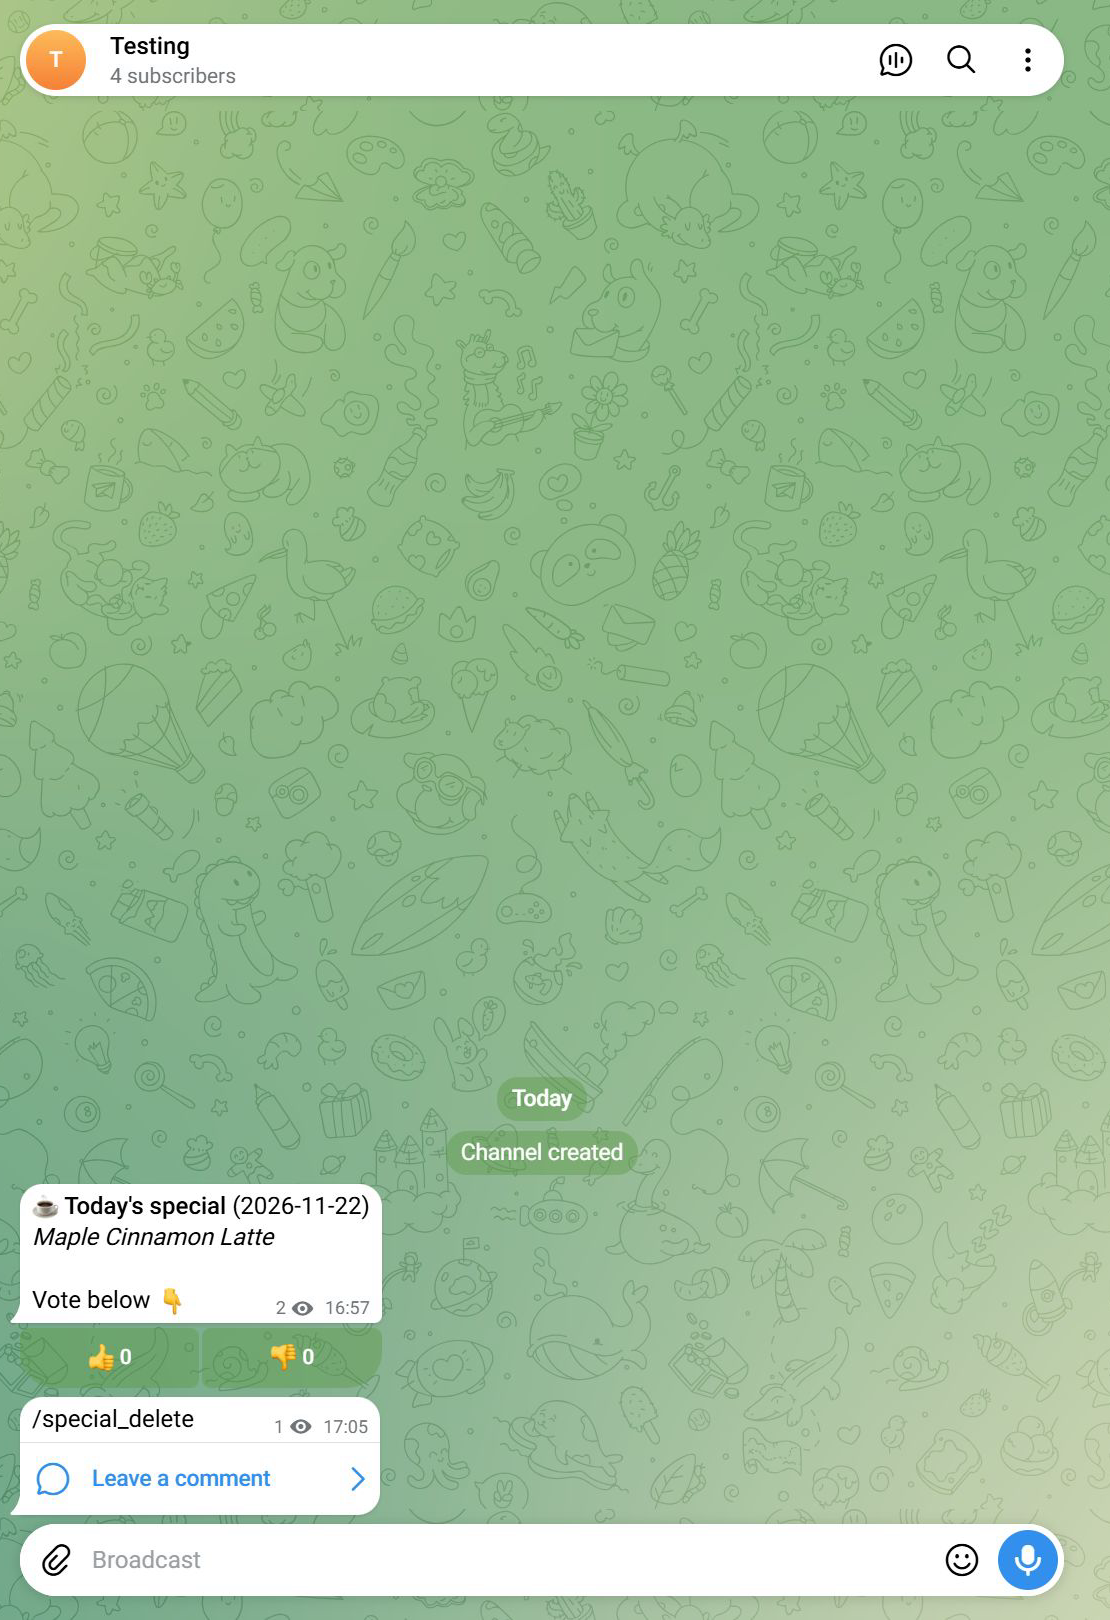 T
Testing
4 subscribers
Today
Channel created
☕ Today's special (2026-11-22)
Maple Cinnamon Latte
Vote below 👇
2 16:57
👍 0
👎 0
/special_delete
1 17:05
Leave a comment
Broadcast